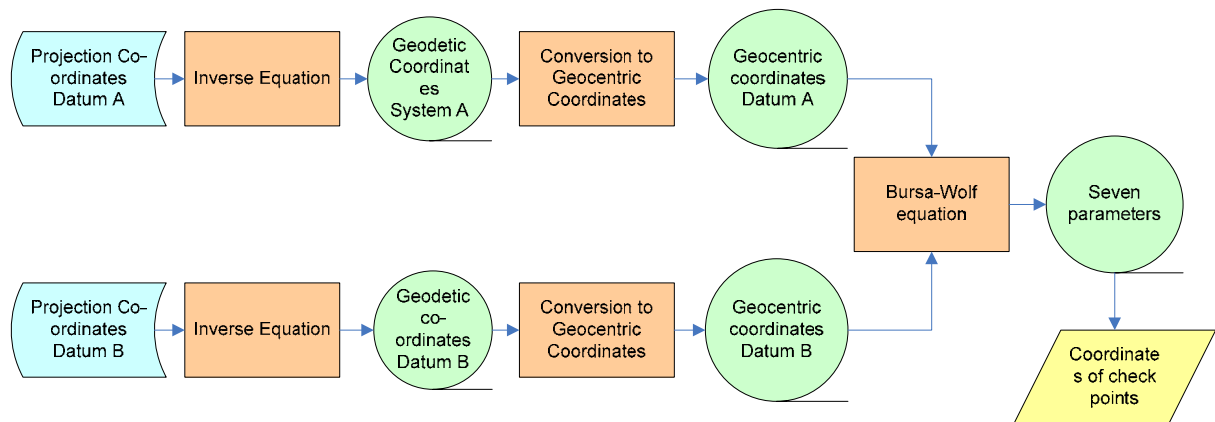 Projection Co-
ordinates
Datum A
Inverse Equation
Geodetic
Coordinat
es
System A
Conversion to
Geocentric
Coordinates
Geocentric
coordinates
Datum A
Bursa-Wolf
equation
Seven
parameters
Projection Co-
ordinates
Datum B
Inverse Equation
Geodetic
co-
ordinates
Datum B
Conversion to
Geocentric
Coordinates
Geocentric
coordinates
Datum B
Coordinate
s of check
points